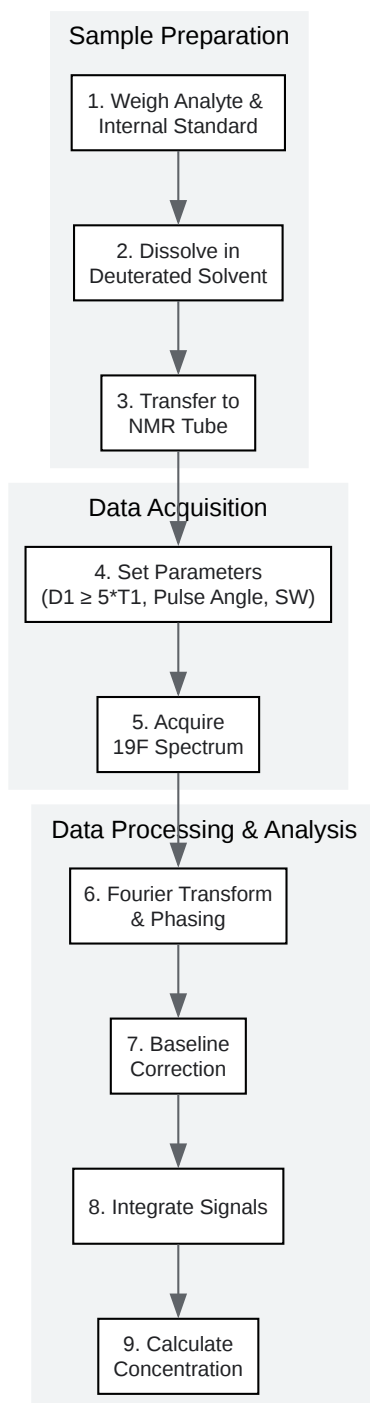 Sample Preparation
1. Weigh Analyte &
Internal Standard
2. Dissolve in
Deuterated Solvent
3. Transfer to
NMR Tube
Data Acquisition
4. Set Parameters
(D1 ≥ 5*T1, Pulse Angle, SW)
5. Acquire
19F Spectrum
Data Processing & Analysis
6. Fourier Transform
& Phasing
7. Baseline
Correction
8. Integrate Signals
9. Calculate
Concentration